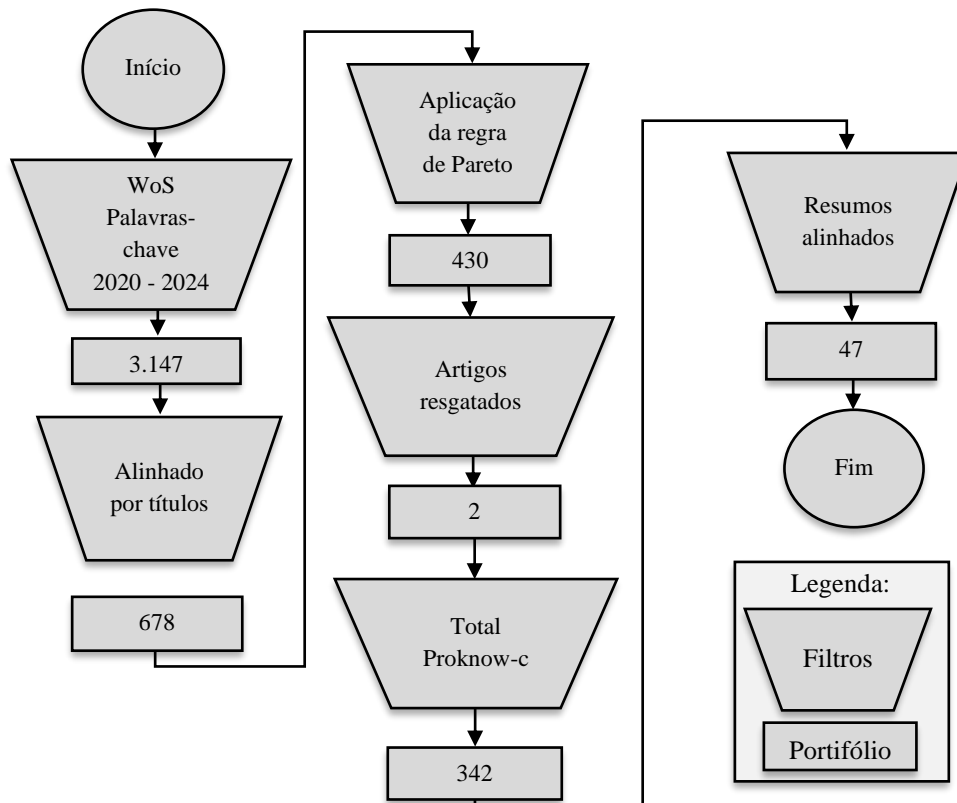 Início
WoS
Palavras-
chave
2020 - 2024
3.147
Alinhado
por títulos
678
Aplicação
da regra
de Pareto
430
Artigos
resgatados
2
Total
Proknow-c
342
Resumos
alinhados
47
Fim
Legenda:
Filtros
Portifólio